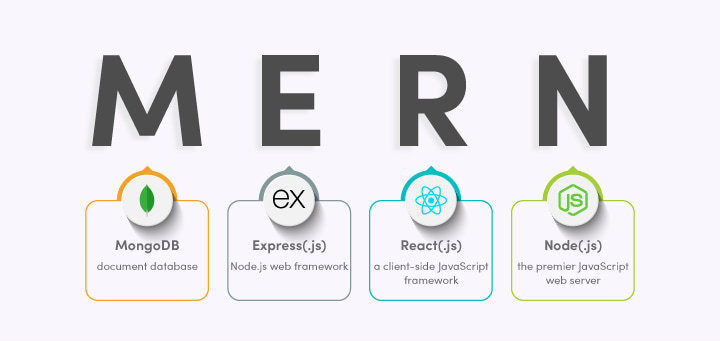 M E R N
ex
JS
MongoDB
document database
Express(.js)
Node.js web framework
React(.js)
a client-side JavaScript
framework
Node(.js)
the premier JavaScript
web server